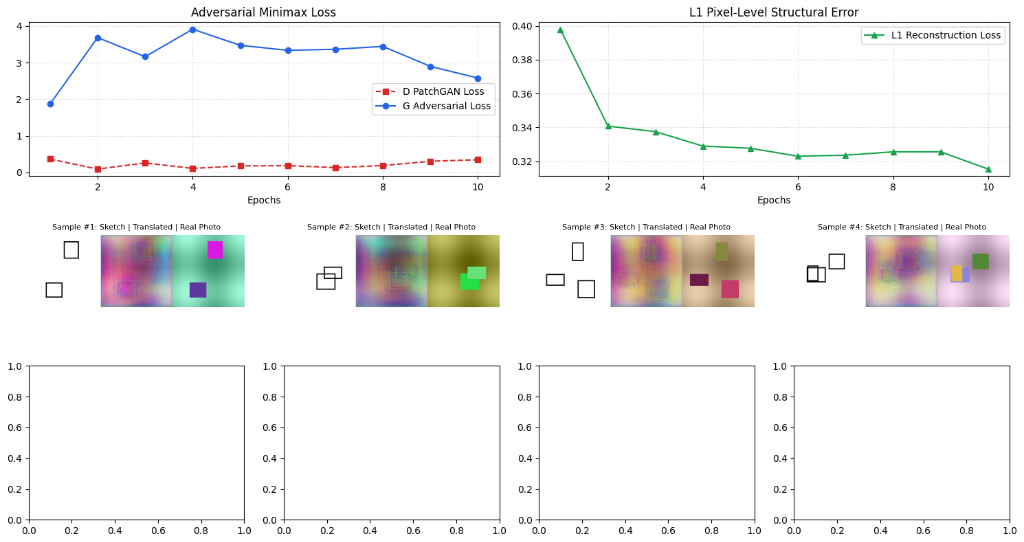 Adversarial Minimax Loss
4
3
2
1
0
D PatchGAN Loss
G Adversarial Loss
2 4 6 8 10
Epochs
L1 Pixel-Level Structural Error
0.40
0.38
0.36
0.34
0.32
L1 Reconstruction Loss
2 4 6 8 10
Epochs
Sample #1: Sketch | Translated | Real Photo
Sample #2: Sketch | Translated | Real Photo
Sample #3: Sketch | Translated | Real Photo
Sample #4: Sketch | Translated | Real Photo
1.0
0.8
0.6
0.4
0.2
0.0
0.0 0.2 0.4 0.6 0.8 1.0
1.0
0.8
0.6
0.4
0.2
0.0
0.0 0.2 0.4 0.6 0.8 1.0
1.0
0.8
0.6
0.4
0.2
0.0
0.0 0.2 0.4 0.6 0.8 1.0
1.0
0.8
0.6
0.4
0.2
0.0
0.0 0.2 0.4 0.6 0.8 1.0